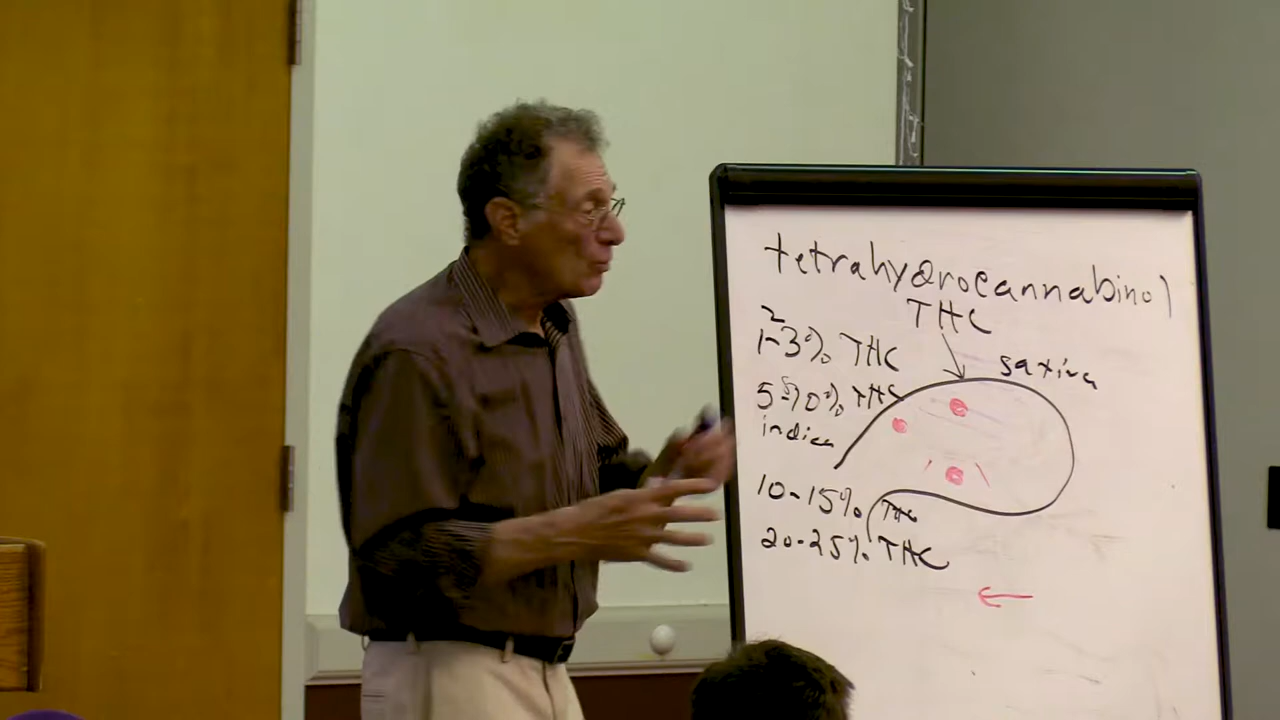 tetrahydrocannabinol
THC
2
1-3% THC
sativa
5-10% THC
indica
10-15% THC
20-25% THC